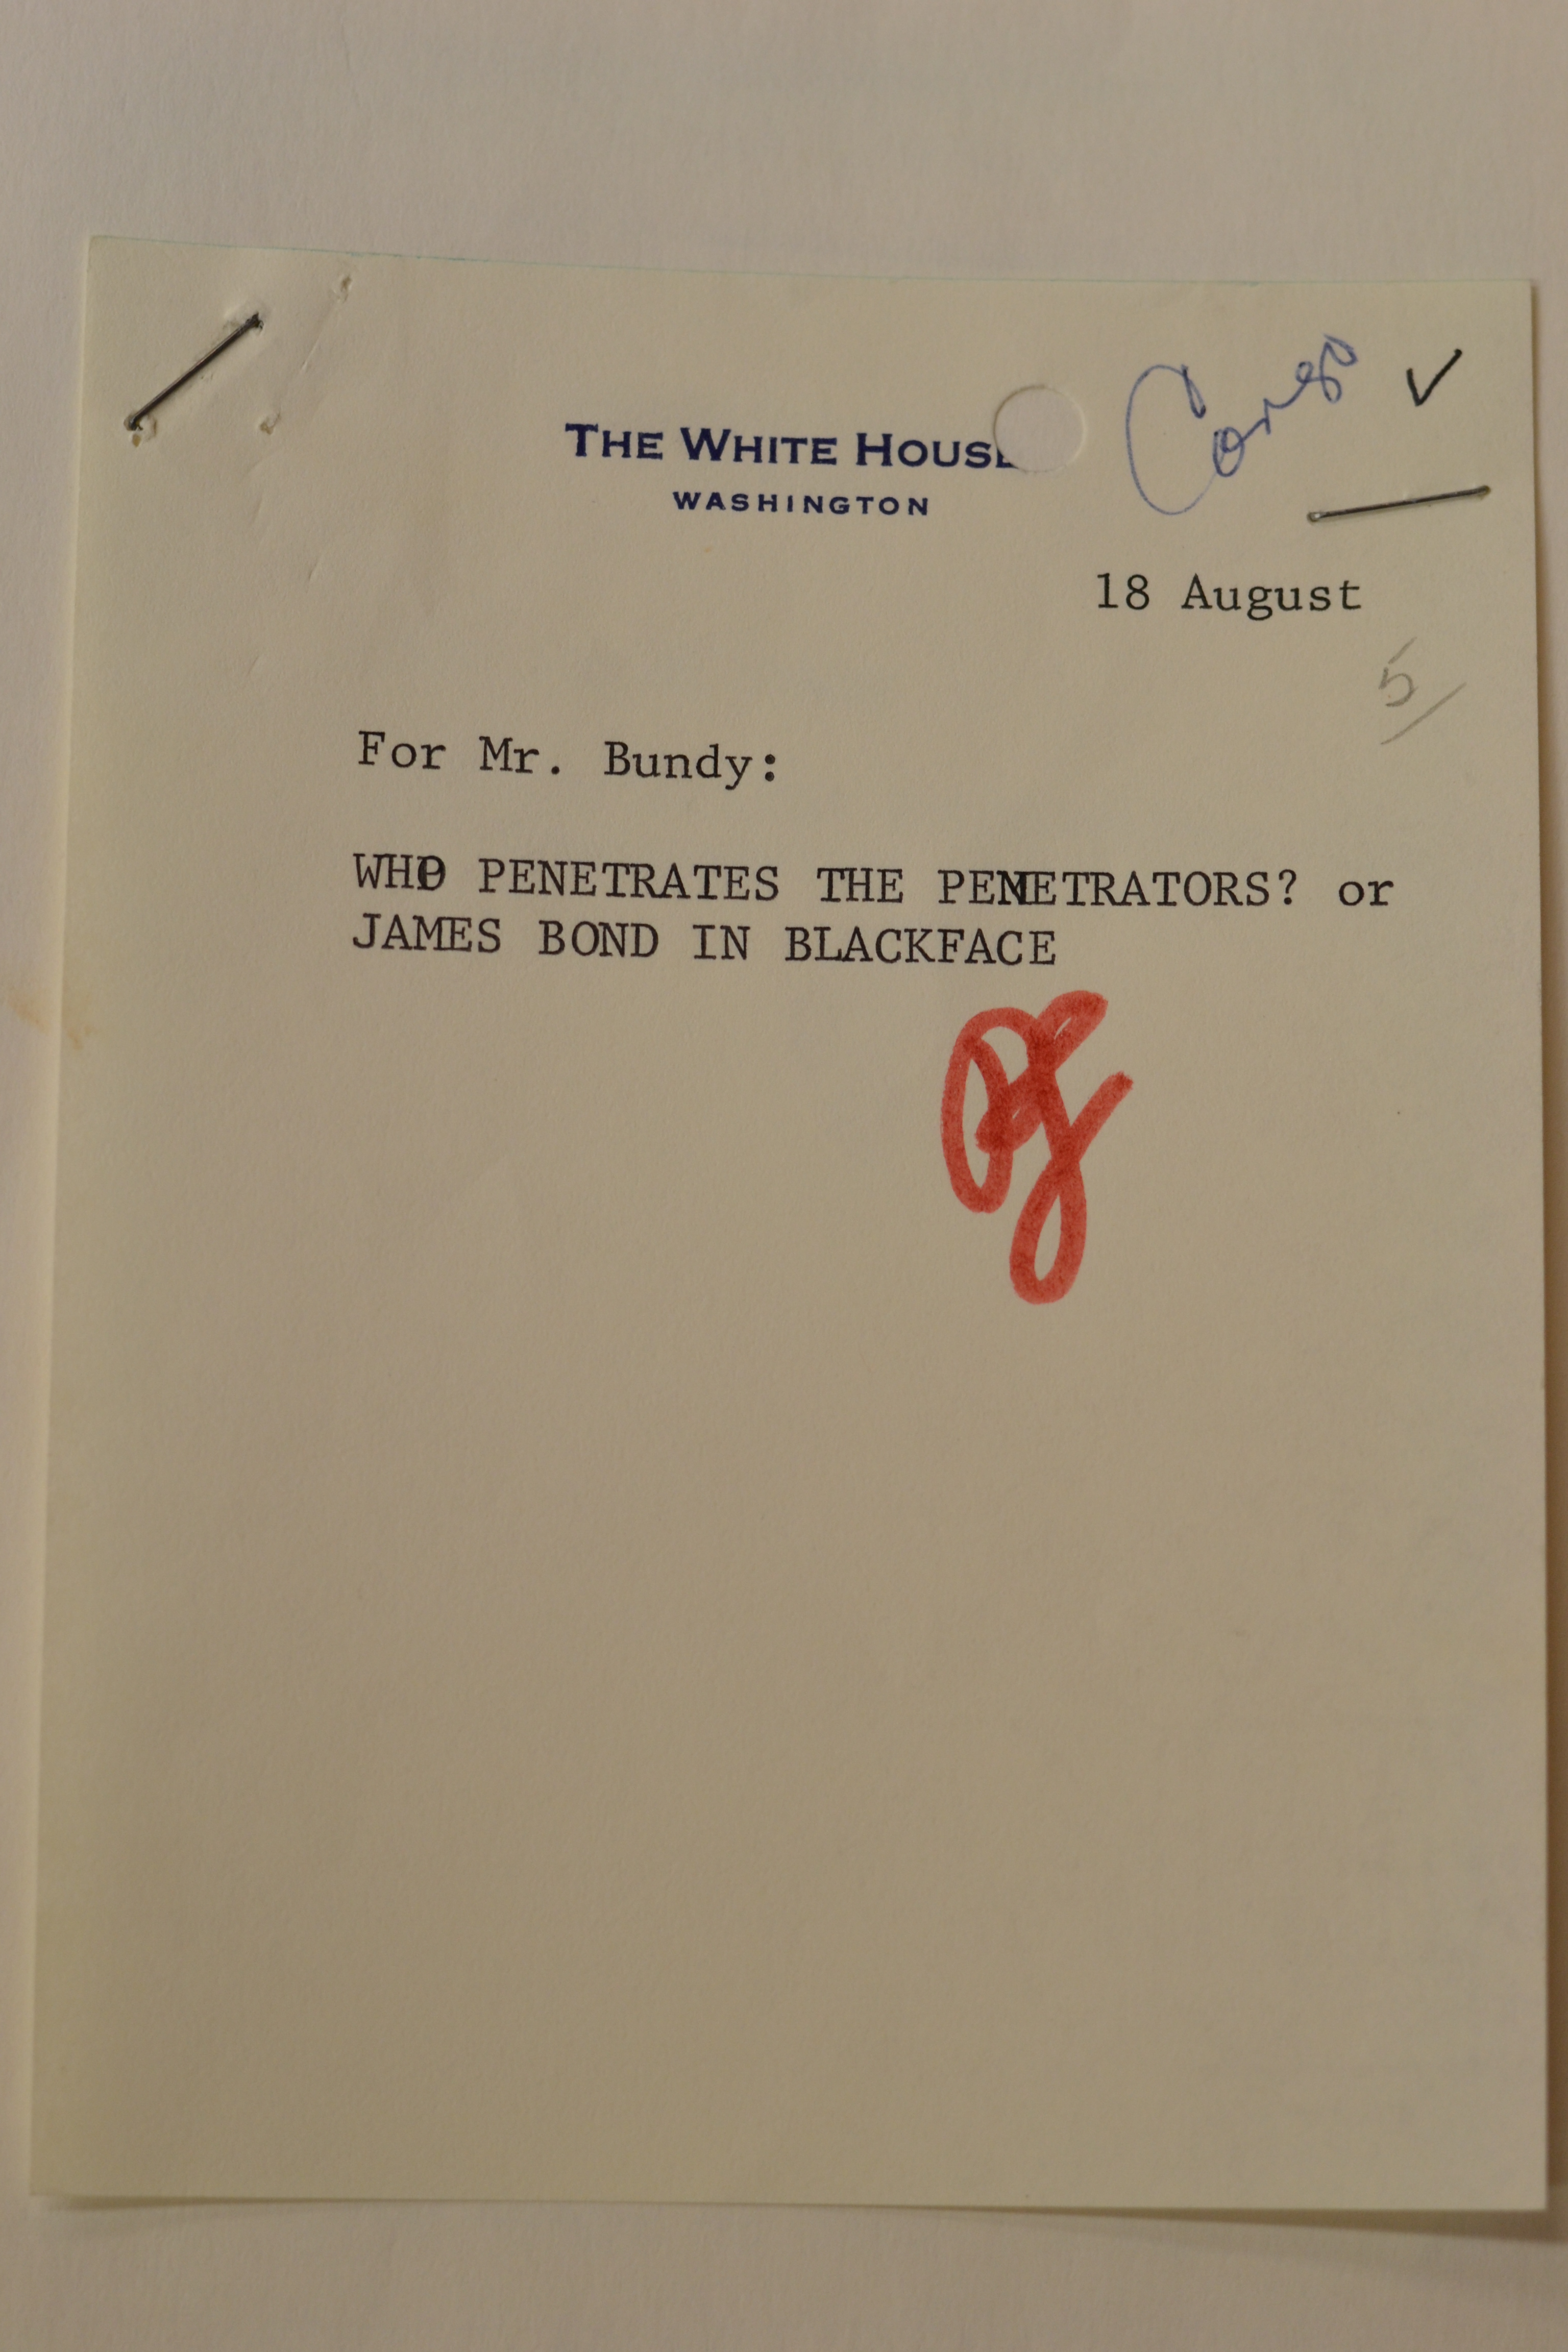 Congo ✓
THE WHITE HOUSE
WASHINGTON
18 August
5/
For Mr. Bundy:
WHO PENETRATES THE PENETRATORS? or
JAMES BOND IN BLACKFACE